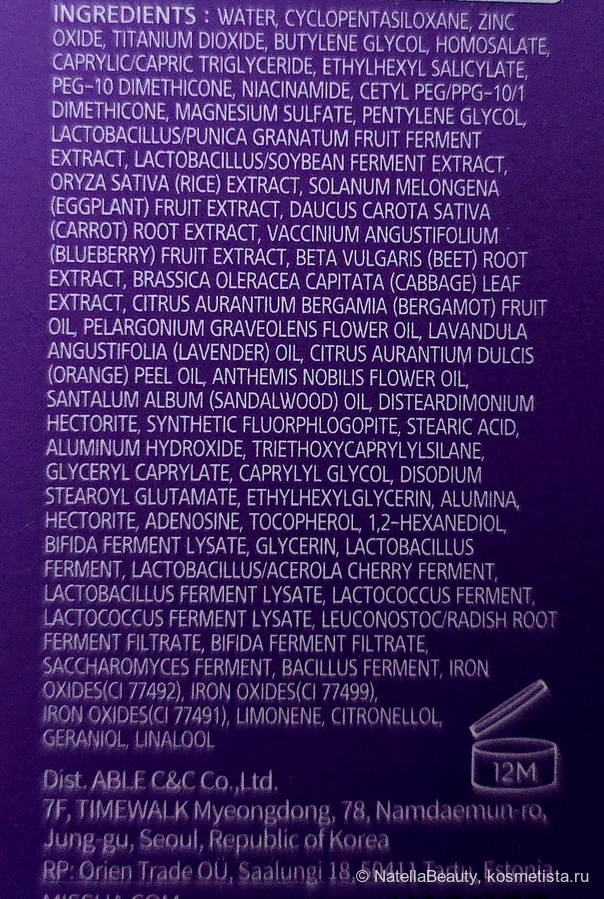 INGREDIENTS : WATER, CYCLOPENTASILOXANE, ZINC
OXIDE, TITANIUM DIOXIDE, BUTYLENE GLYCOL, HOMOSALATE,
CAPRYLIC/CAPRIC TRIGLYCERIDE, ETHYLHEXYL SALICYLATE,
PEG-10 DIMETHICONE, NIACINAMIDE, CETYL PEG/PPG-10/1
DIMETHICONE, MAGNESIUM SULFATE, PENTYLENE GLYCOL,
LACTOBACILLUS/PUNICA GRANATUM FRUIT FERMENT
EXTRACT, LACTOBACILLUS/SOYBEAN FERMENT EXTRACT,
ORYZA SATIVA (RICE) EXTRACT, SOLANUM MELONGENA
(EGGPLANT) FRUIT EXTRACT, DAUCUS CAROTA SATIVA
(CARROT) ROOT EXTRACT, VACCINIUM ANGUSTIFOLIUM
(BLUEBERRY) FRUIT EXTRACT, BETA VULGARIS (BEET) ROOT
EXTRACT, BRASSICA OLERACEA CAPITATA (CABBAGE) LEAF
EXTRACT, CITRUS AURANTIUM BERGAMIA (BERGAMOT) FRUIT
OIL, PELARGONIUM GRAVEOLENS FLOWER OIL, LAVANDULA
ANGUSTIFOLIA (LAVENDER) OIL, CITRUS AURANTIUM DULCIS
(ORANGE) PEEL OIL, ANTHEMIS NOBILIS FLOWER OIL,
SANTALUM ALBUM (SANDALWOOD) OIL, DISTEARDIMONIUM
HECTORITE, SYNTHETIC FLUORPHLOGOPITE, STEARIC ACID,
ALUMINUM HYDROXIDE, TRIETHOXYCAPRYLYLSILANE,
GLYCERYL CAPRYLATE, CAPRYLYL GLYCOL, DISODIUM
STEAROYL GLUTAMATE, ETHYLHEXYLGLYCERIN, ALUMINA,
HECTORITE, ADENOSINE, TOCOPHEROL, 1,2-HEXANEDIOL,
BIFIDA FERMENT LYSATE, GLYCERIN, LACTOBACILLUS
FERMENT, LACTOBACILLUS/ACEROLA CHERRY FERMENT,
LACTOBACILLUS FERMENT LYSATE, LACTOCOCCUS FERMENT,
LACTOCOCCUS FERMENT LYSATE, LEUCONOSTOC/RADISH ROOT
FERMENT FILTRATE, BIFIDA FERMENT FILTRATE,
SACCHAROMYCES FERMENT, BACILLUS FERMENT, IRON
OXIDES(CI 77492), IRON OXIDES(CI 77499),
IRON OXIDES(CI 77491), LIMONENE, CITRONELLOL,
GERANIOL, LINALOOL
12M
Dist. ABLE C&C Co.,Ltd.
7F, TIMEWALK Myeongdong, 78, Namdaemun-ro,
Jung-gu, Seoul, Republic of Korea
RP: Orien Trade OÜ, Saalungi 18, 50411 Tartu, Estonia
© NatellaBeauty, kosmetista.ru